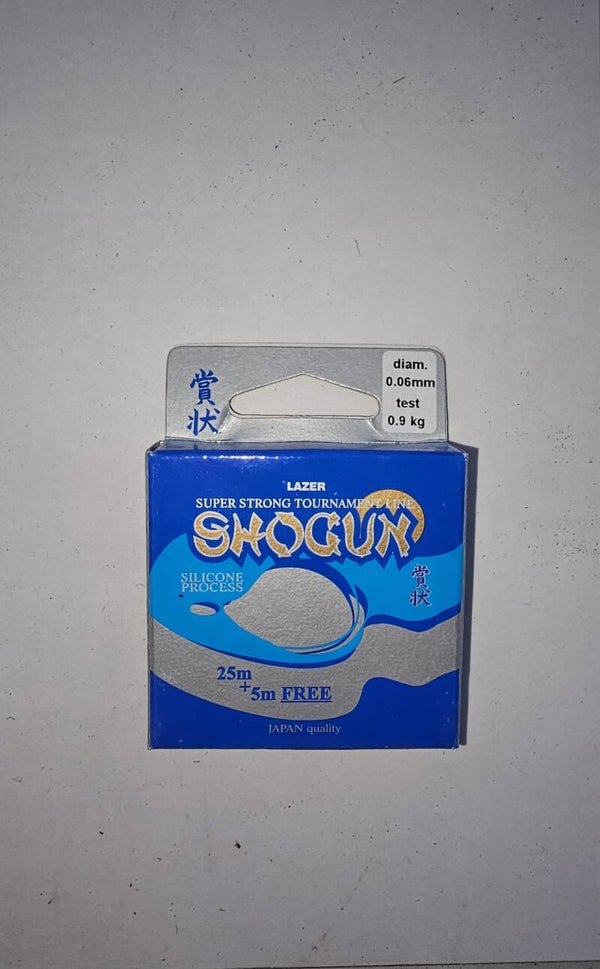 賞状
diam.
0.06mm
test
0.9 kg
LAZER
SUPER STRONG TOURNAMENT LINE
SHOGUN
SILICONE
PROCESS
賞状
25m
+5m FREE
JAPAN quality